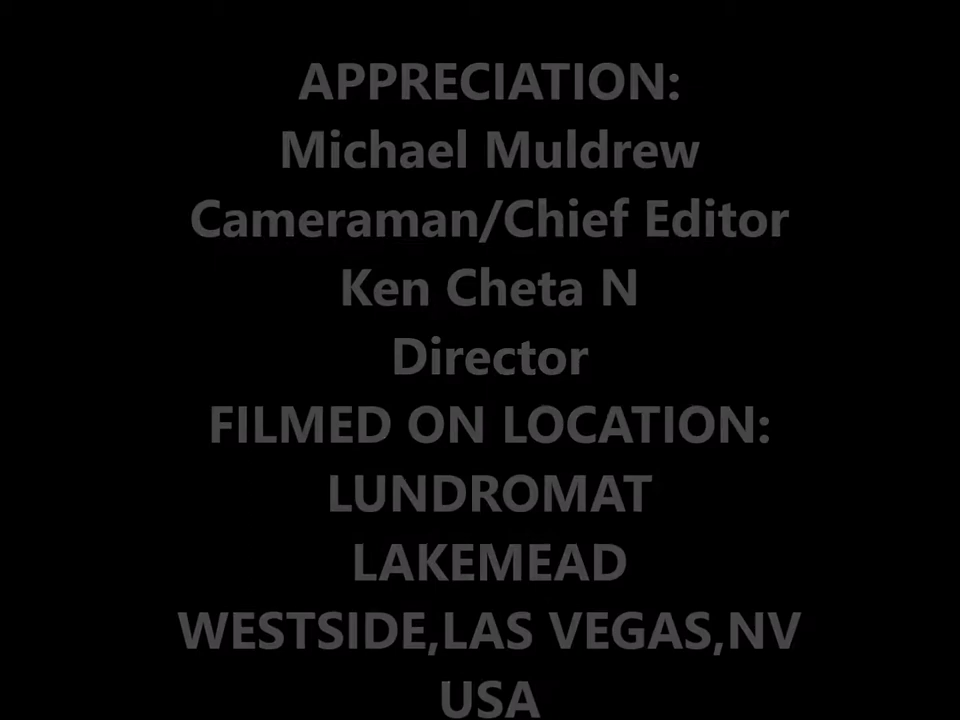 APPRECIATION:
Michael Muldrew
Cameraman/Chief Editor
Ken Cheta N
Director
FILMED ON LOCATION:
LUNDROMAT
LAKEMEAD
WESTSIDE,LAS VEGAS,NV
USA